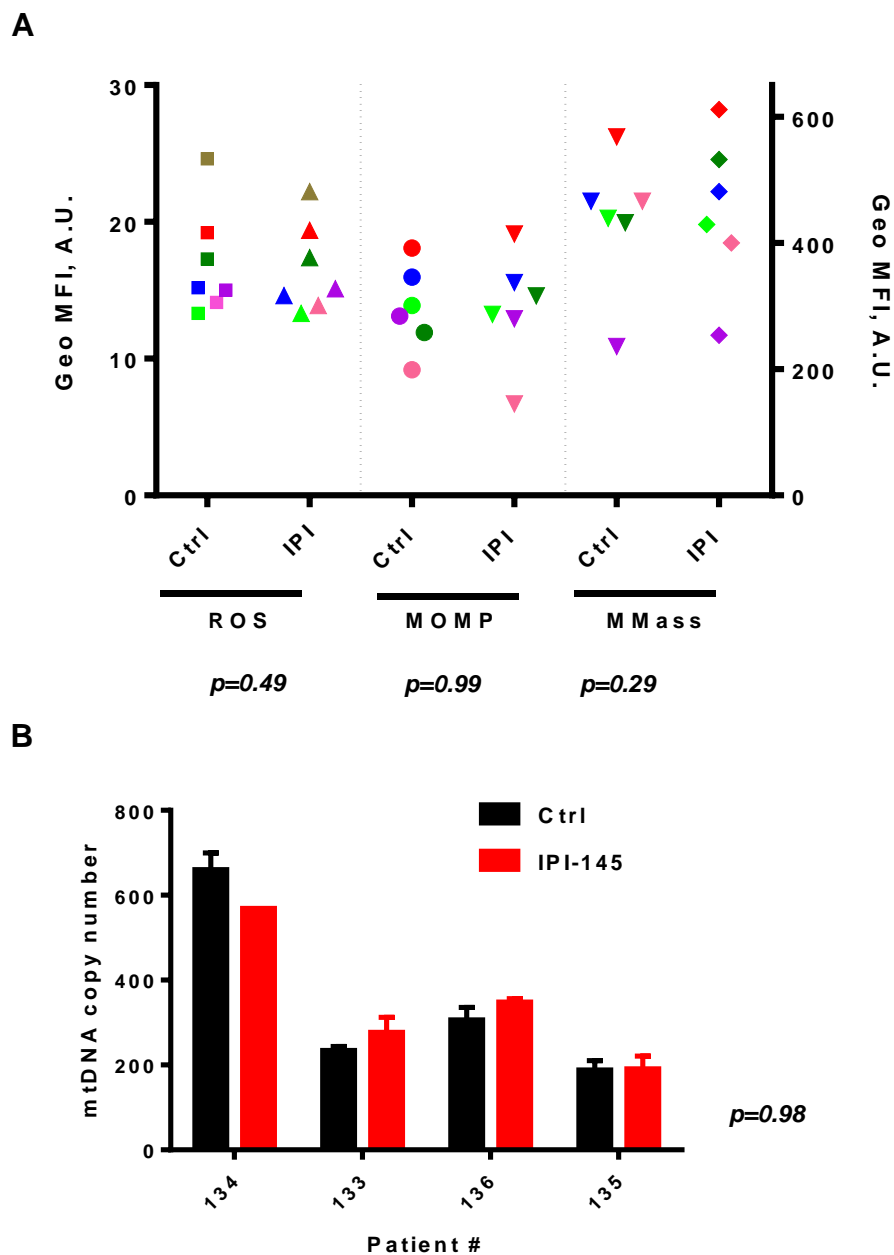 A
30
20
10
0
Geo MFI, A.U.
600
400
200
0
Geo MFI, A.U.
Ctrl IPI Ctrl IPI Ctrl IPI
ROS MOMP MMass
p=0.49 p=0.99 p=0.29
B
Ctrl
IPI-145
800
600
400
200
0
mtDNA copy number
p=0.98
134 133 136 135
Patient #